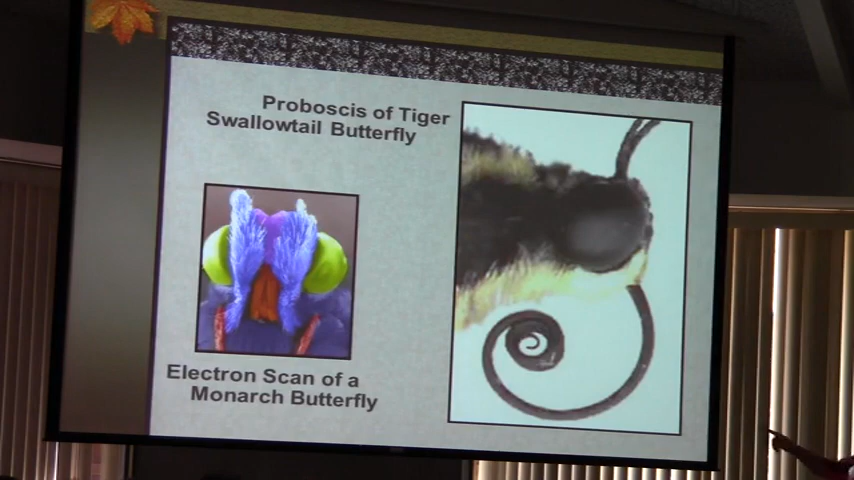 Proboscis of Tiger
Swallowtail Butterfly
Electron Scan of a
Monarch Butterfly